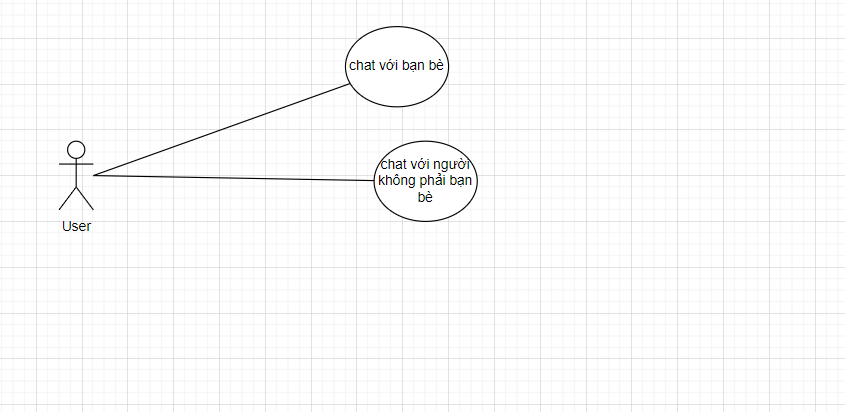 chat với bạn bè
chat với người
không phải bạn
bè
User